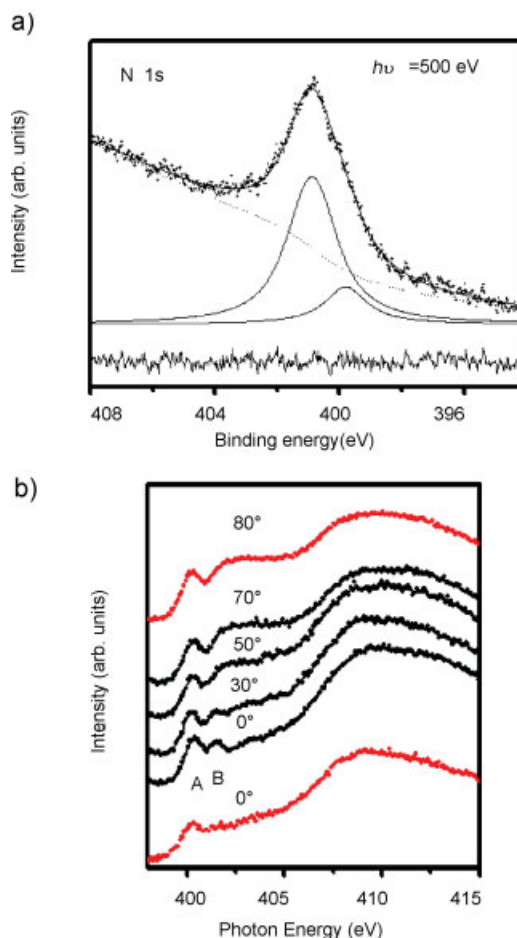 a)
N 1s
hυ =500 eV
Intensity (arb. units)
408 404 400 396
Binding energy(eV)
b)
80°
70°
50°
30°
0°
A B
0°
Intensity (arb. units)
400 405 410 415
Photon Energy (eV)